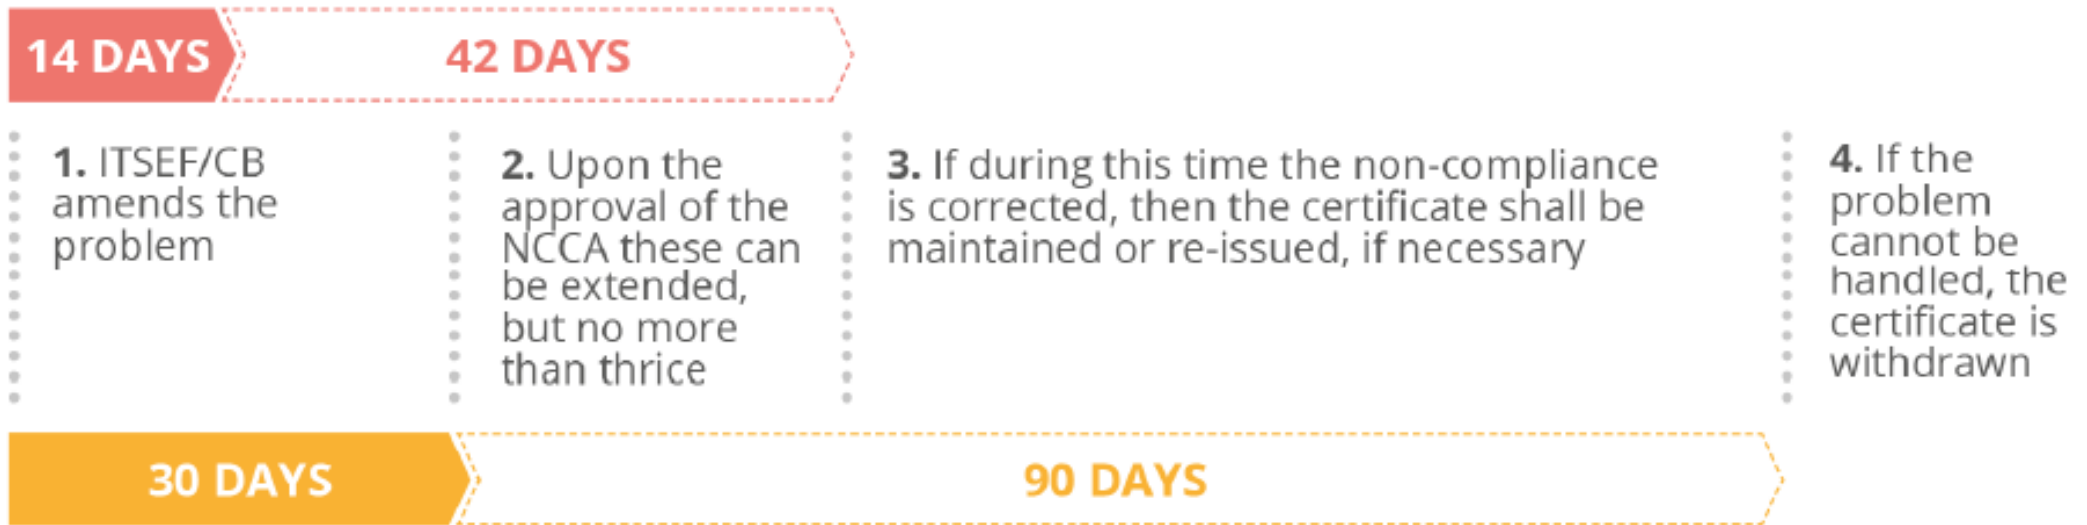 14 DAYS
42 DAYS
1. ITSEF/CB
amends the
problem
2. Upon the
approval of the
NCCA these can
be extended,
but no more
than thrice
3. If during this time the non-compliance
is corrected, then the certificate shall be
maintained or re-issued, if necessary
4. If the
problem
cannot be
handled, the
certificate is
withdrawn
30 DAYS
90 DAYS